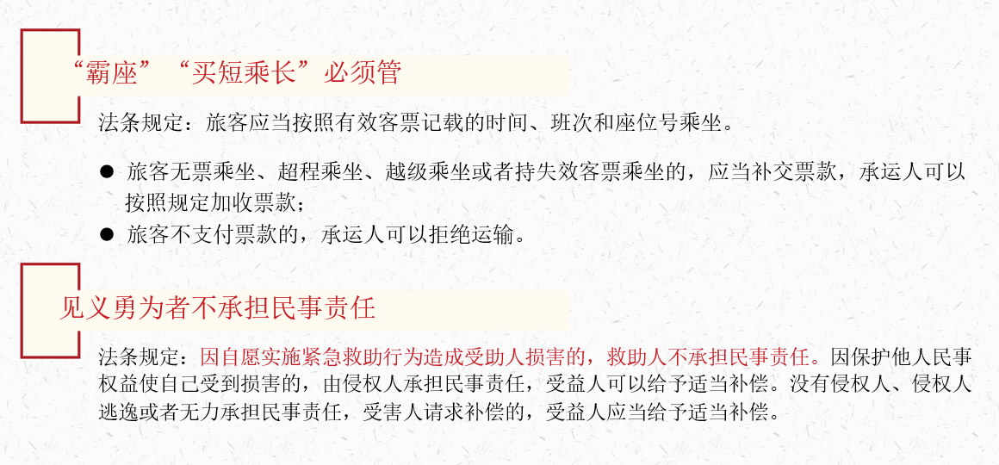 “霸座”“买短乘长”必须管
法条规定：旅客应当按照有效客票记载的时间、班次和座位号乘坐。
● 旅客无票乘坐、超程乘坐、越级乘坐或者持失效客票乘坐的，应当补交票款，承运人可以
按照规定加收票款；
● 旅客不支付票款的，承运人可以拒绝运输。
见义勇为者不承担民事责任
法条规定：因自愿实施紧急救助行为造成受助人损害的，救助人不承担民事责任。因保护他人民事
权益使自己受到损害的，由侵权人承担民事责任，受益人可以给予适当补偿。没有侵权人、侵权人
逃逸或者无力承担民事责任，受害人请求补偿的，受益人应当给予适当补偿。